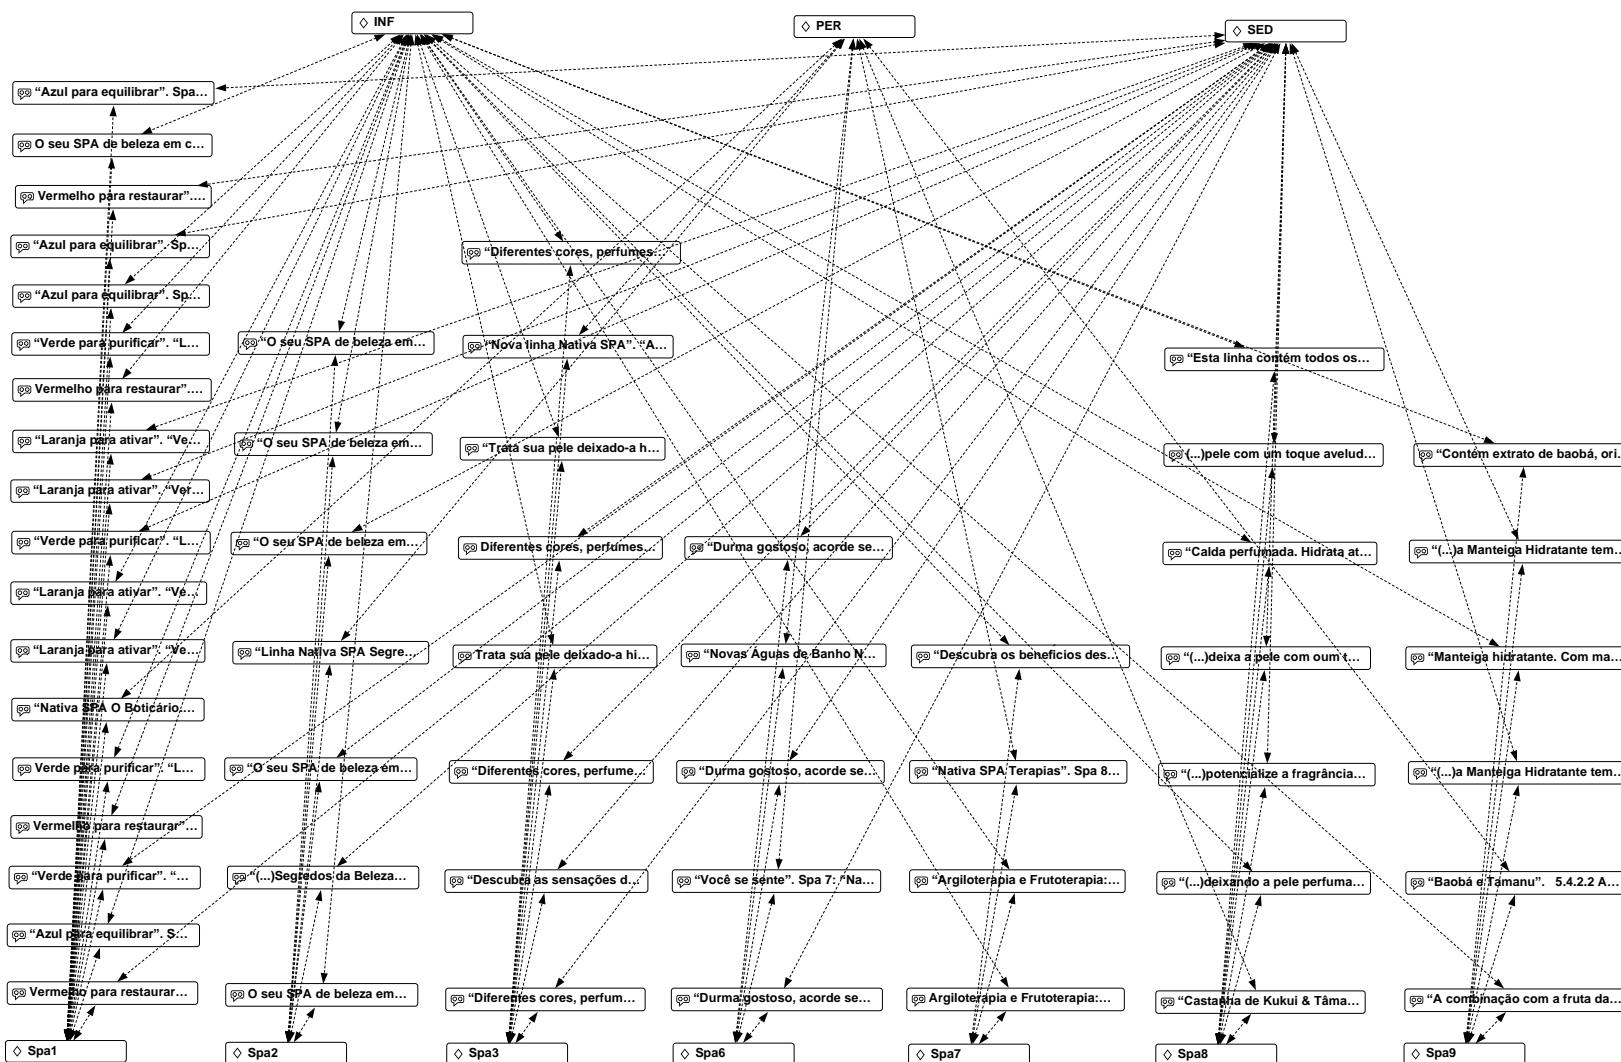 INF
PER
SED
“Azul para equilibrar”. Spa...
O seu SPA de beleza em c...
Vermelho para restaurar”....
“Azul para equilibrar”. Sp...
“Azul para equilibrar”. Sp...
“Verde para purificar”. “L...
Vermelho para restaurar”....
“Laranja para ativar”. “Ve...
“Laranja para ativar”. “Ver...
“Verde para purificar”. “L...
“Laranja para ativar”. “Ve...
“Laranja para ativar”. “Ve...
“Nativa SPA O Boticário....
Verde para purificar”. “L...
Vermelho para restaurar”...
“Verde para purificar”. “...
“Azul para equilibrar”. S...
Vermelho para restaurar...
Spa1
“O seu SPA de beleza em...
“O seu SPA de beleza em...
“O seu SPA de beleza em...
“Linha Nativa SPA Segre...
“O seu SPA de beleza em...
“(...)Segredos da Beleza...
O seu SPA de beleza em...
Spa2
“Diferentes cores, perfumes...
“Nova linha Nativa SPA”. “A...
“Trata sua pele deixado-a h...
Diferentes cores, perfumes...
Trata sua pele deixado-a hi...
“Diferentes cores, perfume...
“Descubra as sensações d...
“Diferentes cores, perfum...
Spa3
“Durma gostoso, acorde se...
“Novas Águas de Banho N...
“Durma gostoso, acorde se...
“Você se sente”. Spa 7: “Na...
“Durma gostoso, acorde se...
Spa6
“Descubra os benefícios des...
“Nativa SPA Terapias”. Spa 8...
“Argiloterapia e Frutoterapia:...
Argiloterapia e Frutoterapia:...
Spa7
“Esta linha contém todos os...
(...)pele com um toque avelud...
“Calda perfumada. Hidrata at...
“(...)deixa a pele com oum t...
“(...)potencialize a fragrância...
“(...)deixando a pele perfuma...
“Castanha de Kukui & Tâma...
Spa8
“Contém extrato de baobá, ori...
“(...)a Manteiga Hidratante tem...
“Manteiga hidratante. Com ma...
“(...)a Manteiga Hidratante tem...
“Baobá e Tamanu”. 5.4.2.2 A...
“A combinação com a fruta da...
Spa9